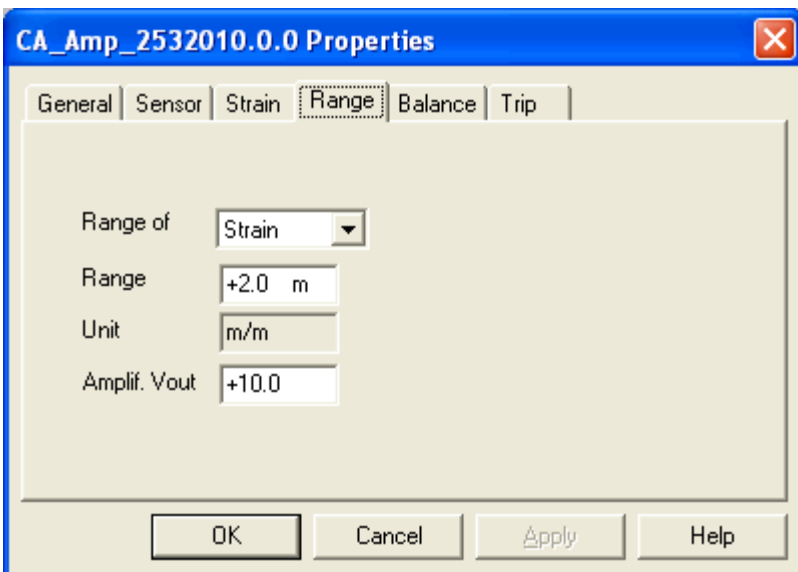 CA_Amp_2532010.0.0 Properties
General Sensor Strain Range Balance Trip
Range of Strain
Range +2.0 m
Unit m/m
Amplif. Vout +10.0
OK Cancel Apply Help